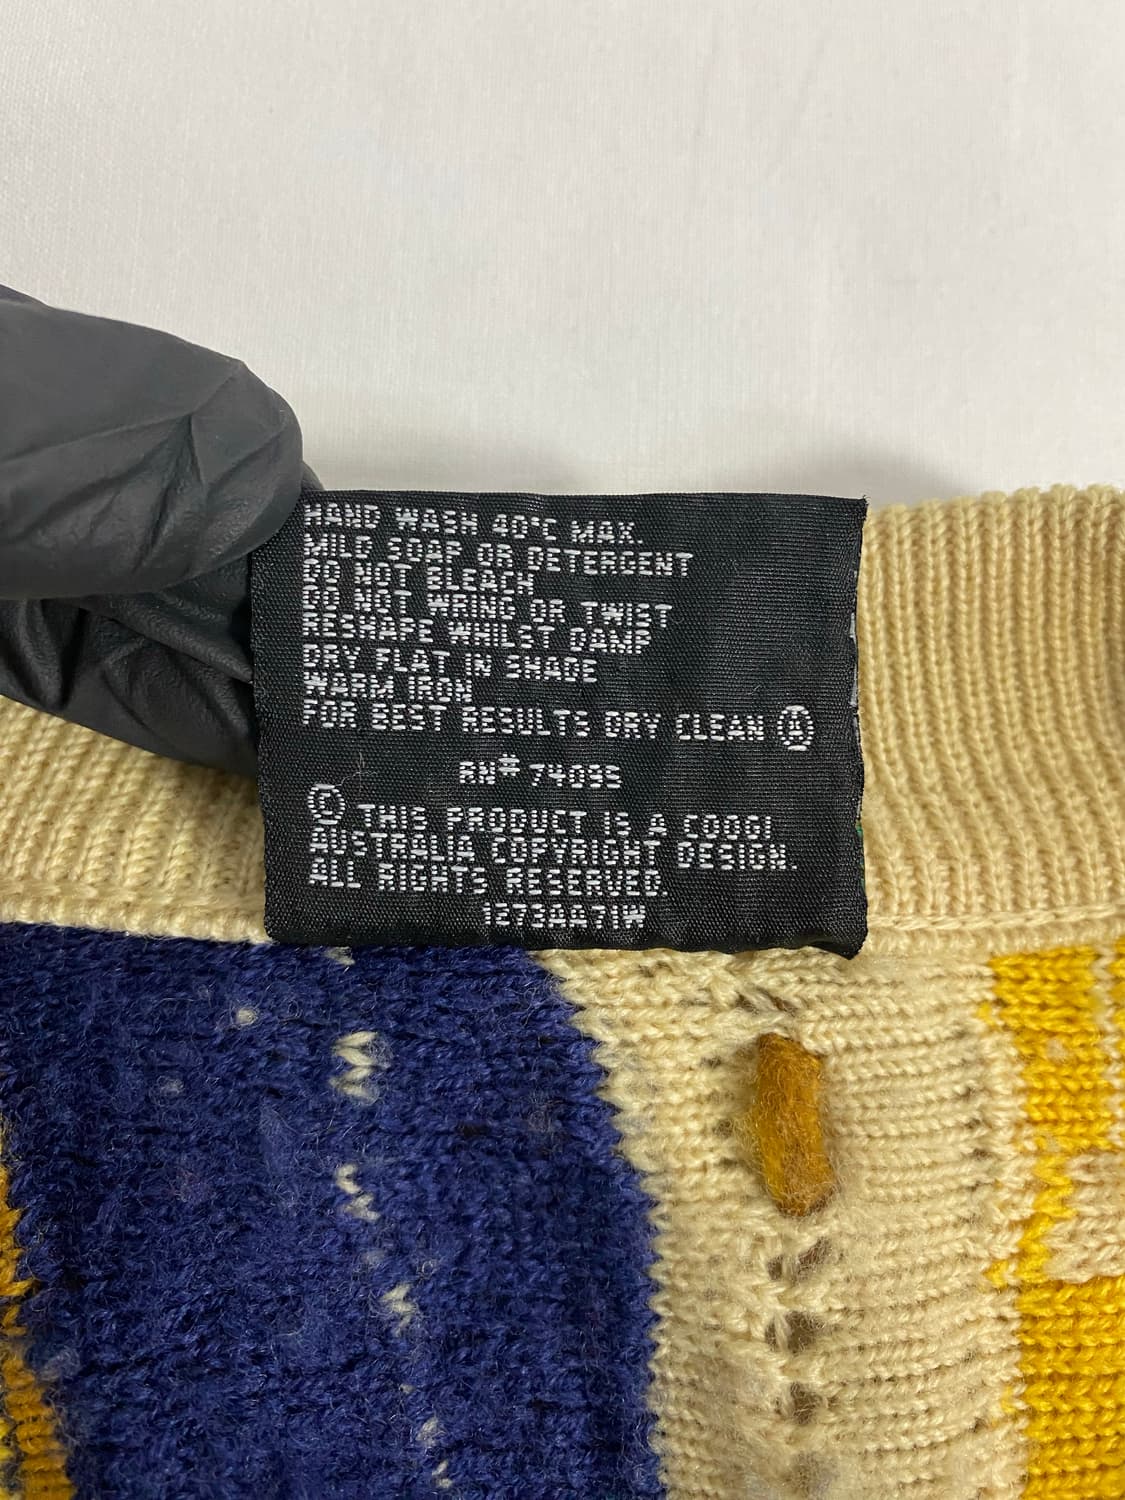 HAND WASH 40°C MAX.
MILD SOAP OR DETERGENT
DO NOT BLEACH
DO NOT WRING OR TWIST
RESHAPE WHILST DAMP
DRY FLAT IN SHADE
WARM IRON
FOR BEST RESULTS DRY CLEAN Ⓐ
RN# 74095
© THIS PRODUCT IS A COOGI
AUSTRALIA COPYRIGHT DESIGN.
ALL RIGHTS RESERVED.
1273AA71W